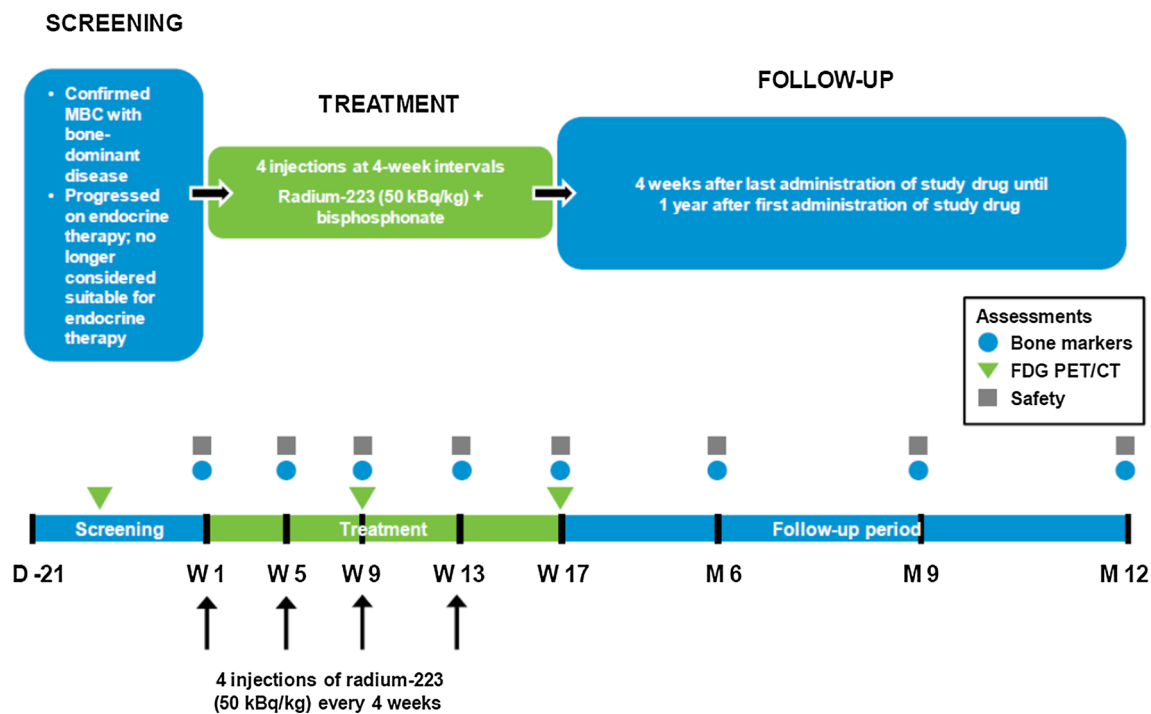 SCREENING
• Confirmed
MBC with
bone-
dominant
disease
• Progressed
on endocrine
therapy; no
longer
considered
suitable for
endocrine
therapy
TREATMENT
4 injections at 4-week intervals
Radium-223 (50 kBq/kg) +
bisphosphonate
FOLLOW-UP
4 weeks after last administration of study drug until
1 year after first administration of study drug
Assessments
Bone markers
FDG PET/CT
Safety
Screening
Treatment
Follow-up period
D -21
W 1
W 5
W 9
W 13
W 17
M 6
M 9
M 12
4 injections of radium-223
(50 kBq/kg) every 4 weeks